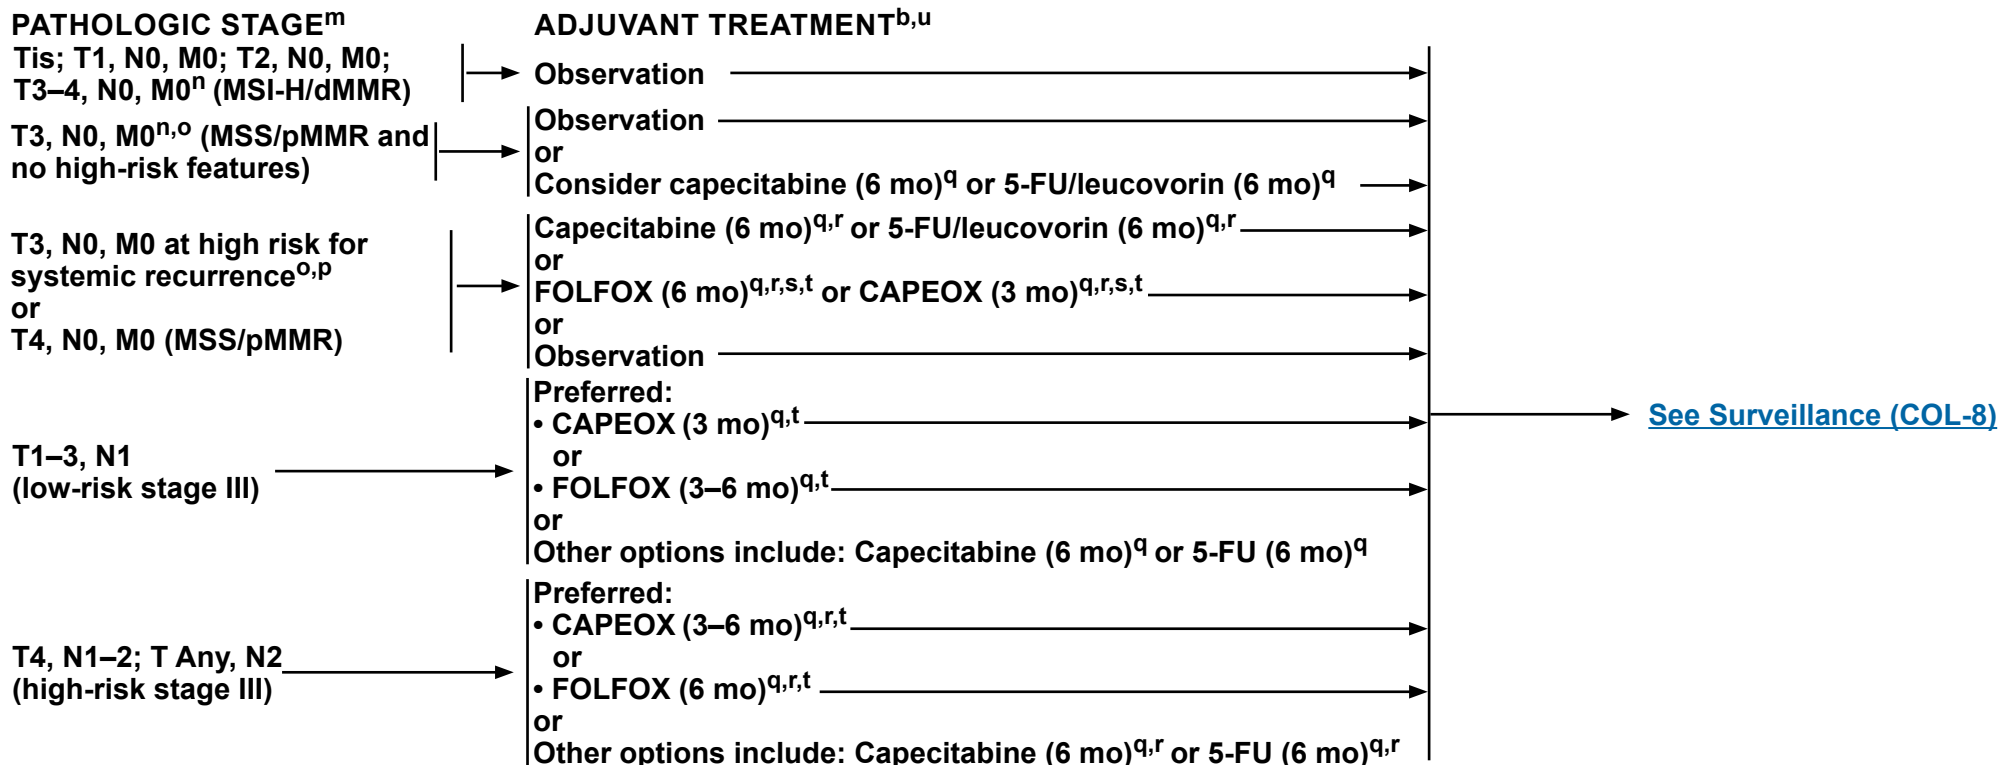 PATHOLOGIC STAGEm
ADJUVANT TREATMENTb,u
Tis; T1, N0, M0; T2, N0, M0;
T3–4, N0, M0n (MSI-H/dMMR)
Observation
T3, N0, M0n,o (MSS/pMMR and
no high-risk features)
Observation
or
Consider capecitabine (6 mo)q or 5-FU/leucovorin (6 mo)q
T3, N0, M0 at high risk for
systemic recurrenceo,p
or
T4, N0, M0 (MSS/pMMR)
Capecitabine (6 mo)q,r or 5-FU/leucovorin (6 mo)q,r
or
FOLFOX (6 mo)q,r,s,t or CAPEOX (3 mo)q,r,s,t
or
Observation
T1–3, N1
(low-risk stage III)
Preferred:
• CAPEOX (3 mo)q,t
or
• FOLFOX (3–6 mo)q,t
or
Other options include: Capecitabine (6 mo)q or 5-FU (6 mo)q
T4, N1–2; T Any, N2
(high-risk stage III)
Preferred:
• CAPEOX (3–6 mo)q,r,t
or
• FOLFOX (6 mo)q,r,t
or
Other options include: Capecitabine (6 mo)q,r or 5-FU (6 mo)q,r
See Surveillance (COL-8)